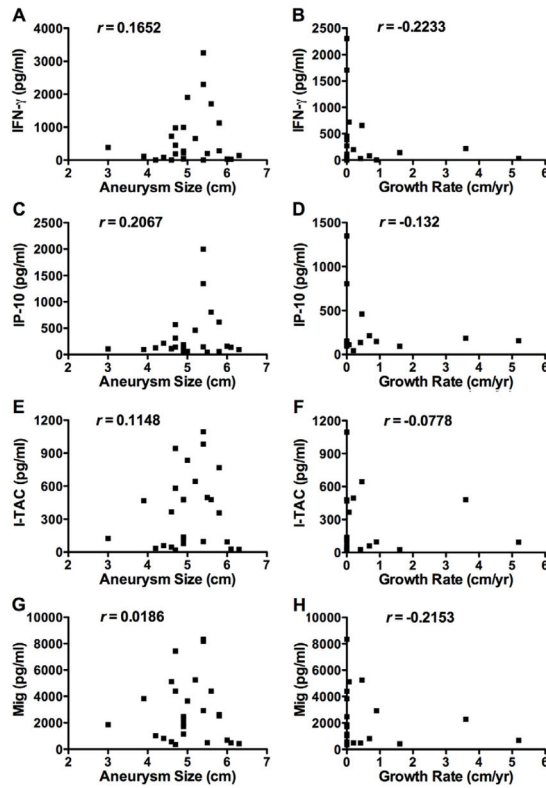 A
r = 0.1652
IFN-γ (pg/ml)
4000
3000
2000
1000
0
2 3 4 5 6 7
Aneurysm Size (cm)
B
r = -0.2233
IFN-γ (pg/ml)
2500
2000
1500
1000
500
0
0 1 2 3 4 5 6
Growth Rate (cm/yr)
C
r = 0.2067
IP-10 (pg/ml)
2500
2000
1500
1000
500
0
2 3 4 5 6 7
Aneurysm Size (cm)
D
r = -0.132
IP-10 (pg/ml)
1500
1000
500
0
0 1 2 3 4 5 6
Growth Rate (cm/yr)
E
r = 0.1148
I-TAC (pg/ml)
1200
900
600
300
0
2 3 4 5 6 7
Aneurysm Size (cm)
F
r = -0.0778
I-TAC (pg/ml)
1200
900
600
300
0
0 1 2 3 4 5 6
Growth Rate (cm/yr)
G
r = 0.0186
Mig (pg/ml)
10000
8000
6000
4000
2000
0
2 3 4 5 6 7
Aneurysm Size (cm)
H
r = -0.2153
Mig (pg/ml)
10000
8000
6000
4000
2000
0
0 1 2 3 4 5 6
Growth Rate (cm/yr)